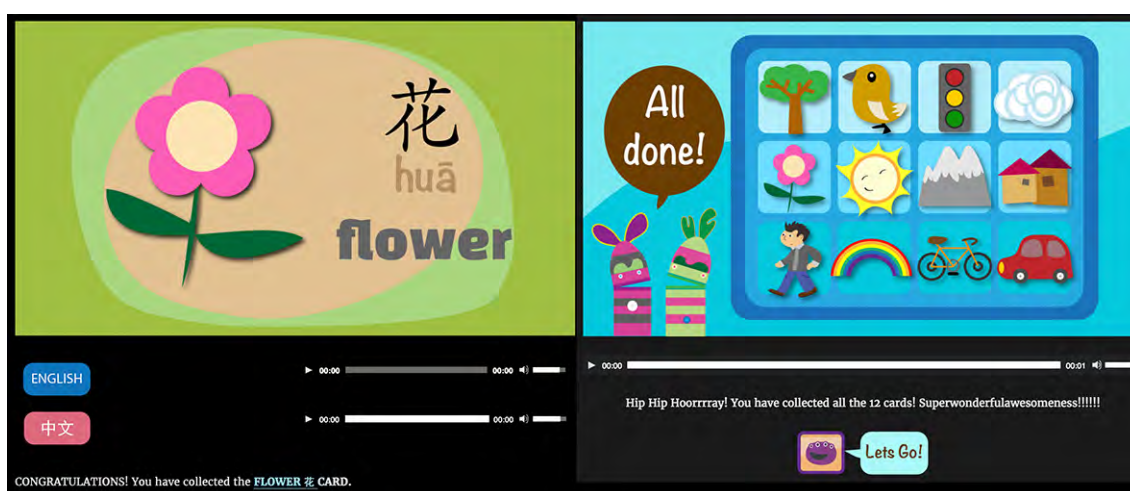 花
huā
flower
ENGLISH
00:00 00:00
中文
00:00 00:00
CONGRATULATIONS! You have collected the FLOWER 花 CARD.
All
done!
00:00 00:01
Hip Hip Hoorrrray! You have collected all the 12 cards! Superwonderfulawesomeness!!!!!!
Lets Go!